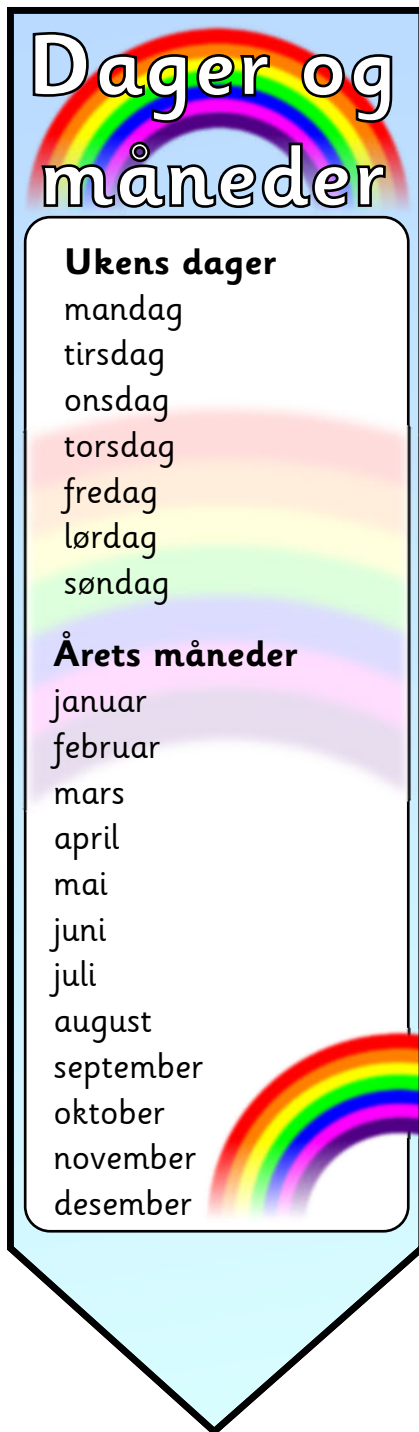 Dager og
måneder
Ukens dager
mandag
tirsdag
onsdag
torsdag
fredag
lørdag
søndag
Årets måneder
januar
februar
mars
april
mai
juni
juli
august
september
oktober
november
desember